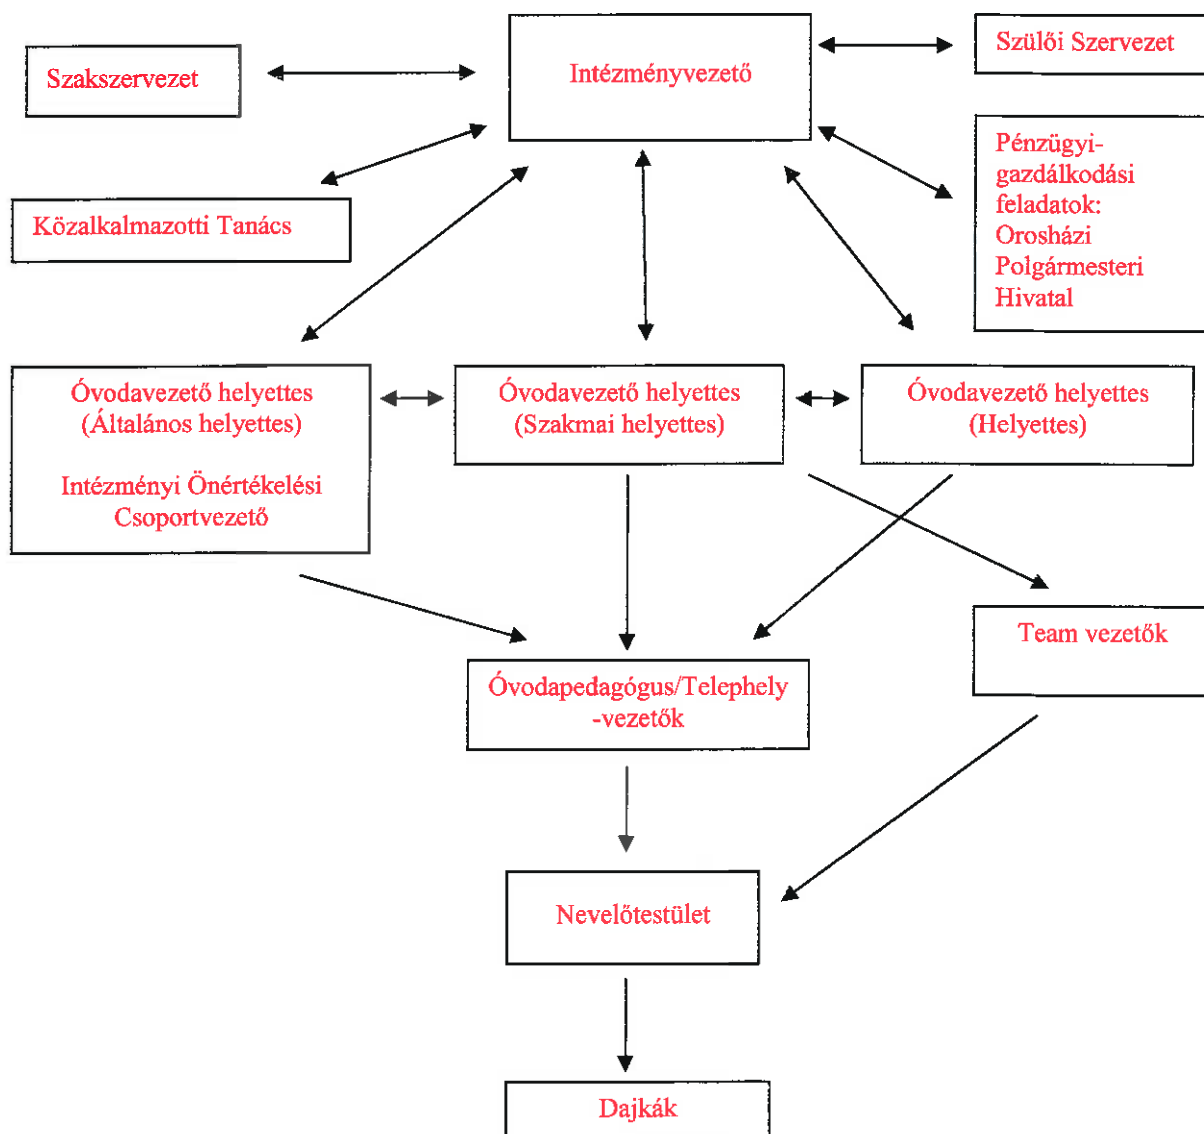 Szakszervezet
Intézményvezető
Szülői Szervezet
Közalkalmazotti Tanács
Pénzügyi-
gazdálkodási
feladatok:
Orosházi
Polgármesteri
Hivatal
Óvodavezető helyettes
(Általános helyettes)
Intézményi Önértékelési
Csoportvezető
Óvodavezető helyettes
(Szakmai helyettes)
Óvodavezető helyettes
(Helyettes)
Team vezetők
Óvodapedagógus/Telephely
-vezetők
Nevelőtestület
Dajkák